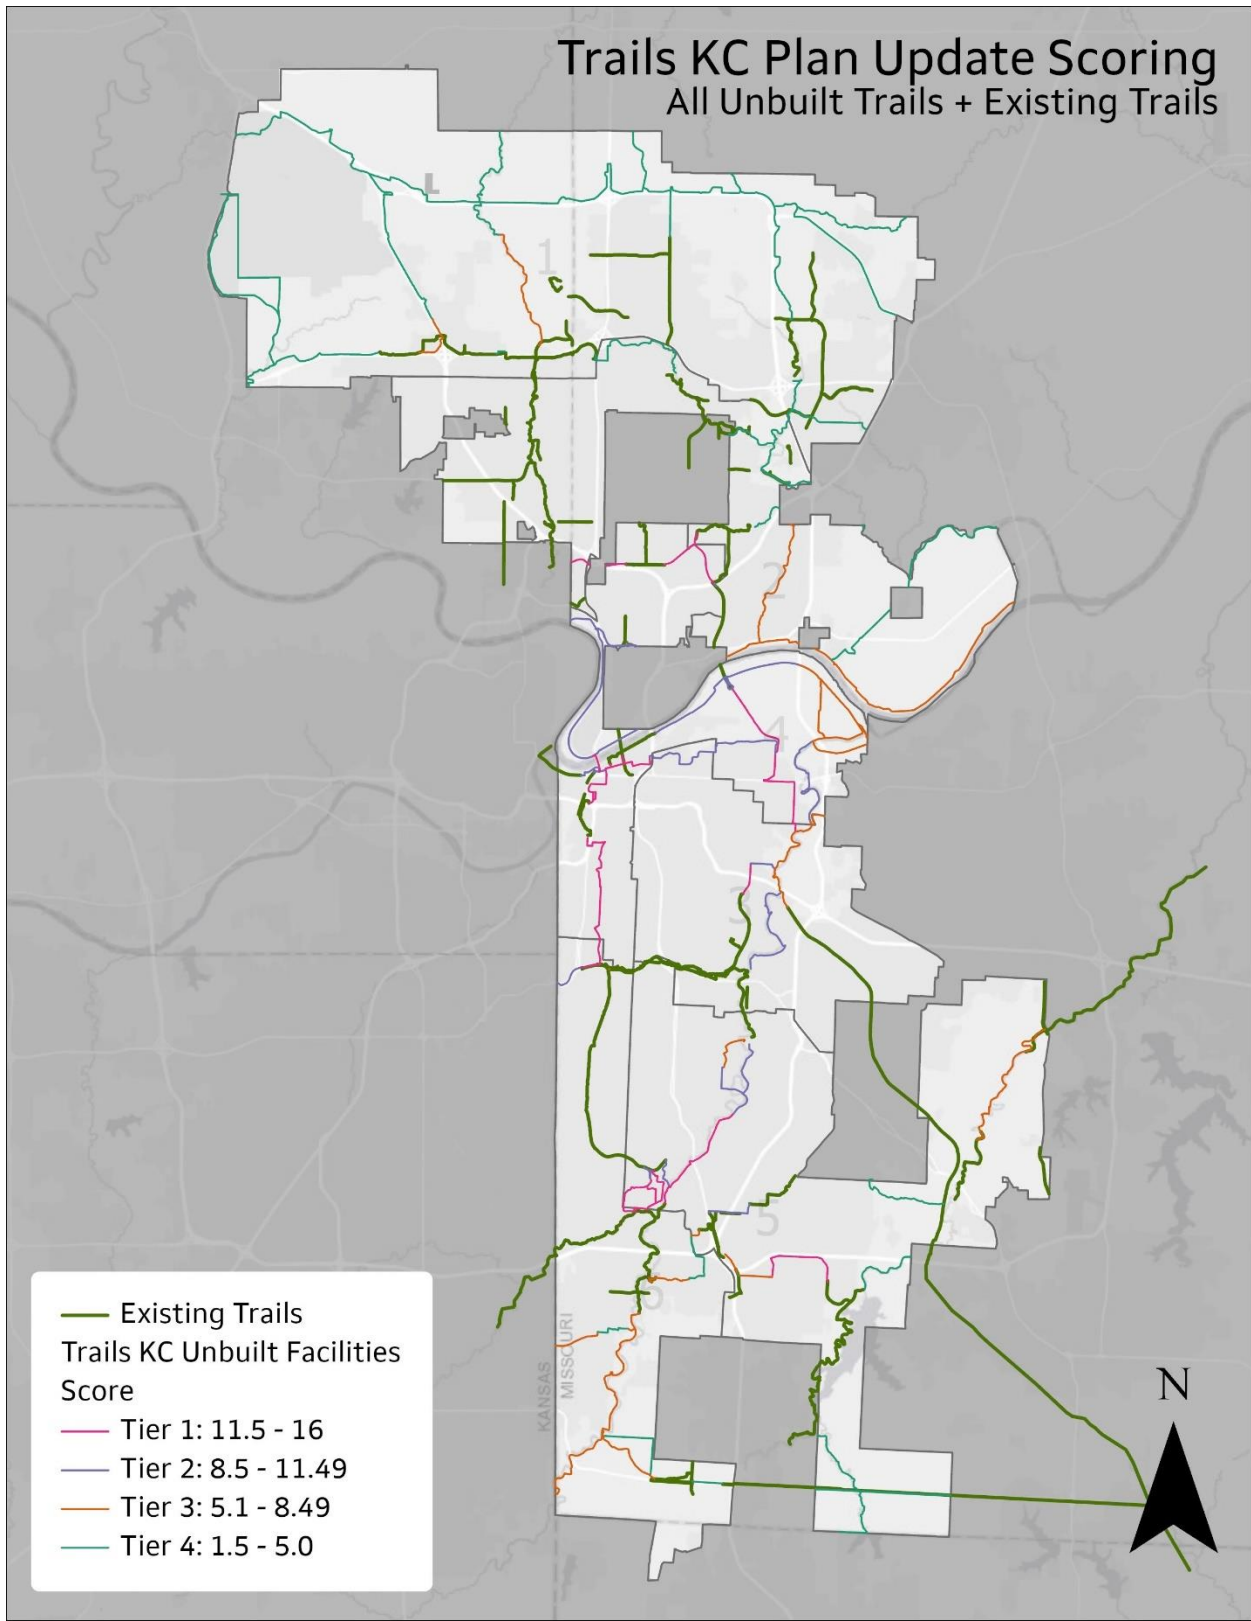 Trails KC Plan Update Scoring
All Unbuilt Trails + Existing Trails
1
2
4
3
5
6
KANSAS
MISSOURI
Existing Trails
Trails KC Unbuilt Facilities
Score
Tier 1: 11.5 - 16
Tier 2: 8.5 - 11.49
Tier 3: 5.1 - 8.49
Tier 4: 1.5 - 5.0
N